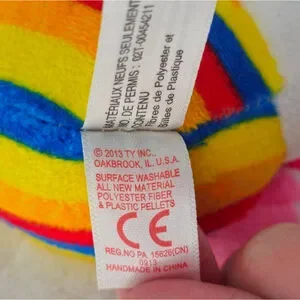 MATÉRIAUX NEUFS SEULEMENT
NO. DE PERMIS : 02T-00454211
CONTENU
Fibres de Polyester et
Billes de Plastique
© 2013 TY INC.,
OAKBROOK, IL. U.S.A.
SURFACE WASHABLE
ALL NEW MATERIAL
POLYESTER FIBER
& PLASTIC PELLETS
CE
REG.NO PA. 15626(CN)
0213
HANDMADE IN CHINA